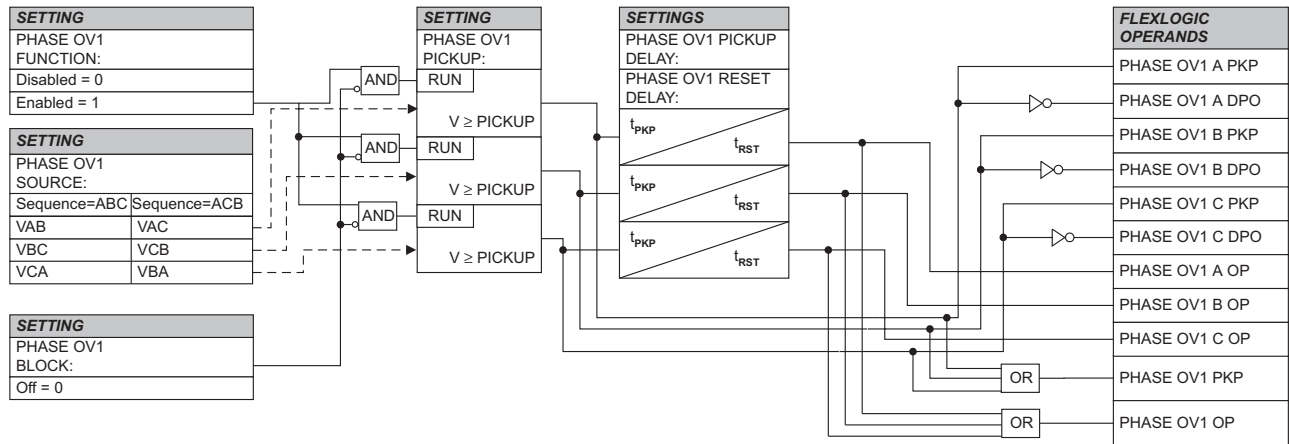 SETTING
PHASE OV1
FUNCTION:
Disabled = 0
Enabled = 1
SETTING
PHASE OV1
SOURCE:
Sequence=ABC Sequence=ACB
VAB VAC
VBC VCB
VCA VBA
SETTING
PHASE OV1
BLOCK:
Off = 0
AND
AND
AND
SETTING
PHASE OV1
PICKUP:
RUN
V ≥ PICKUP
RUN
V ≥ PICKUP
RUN
V ≥ PICKUP
SETTINGS
PHASE OV1 PICKUP
DELAY:
PHASE OV1 RESET
DELAY:
tPKP
tRST
tPKP
tRST
tPKP
tRST
OR
OR
FLEXLOGIC
OPERANDS
PHASE OV1 A PKP
PHASE OV1 A DPO
PHASE OV1 B PKP
PHASE OV1 B DPO
PHASE OV1 C PKP
PHASE OV1 C DPO
PHASE OV1 A OP
PHASE OV1 B OP
PHASE OV1 C OP
PHASE OV1 PKP
PHASE OV1 OP